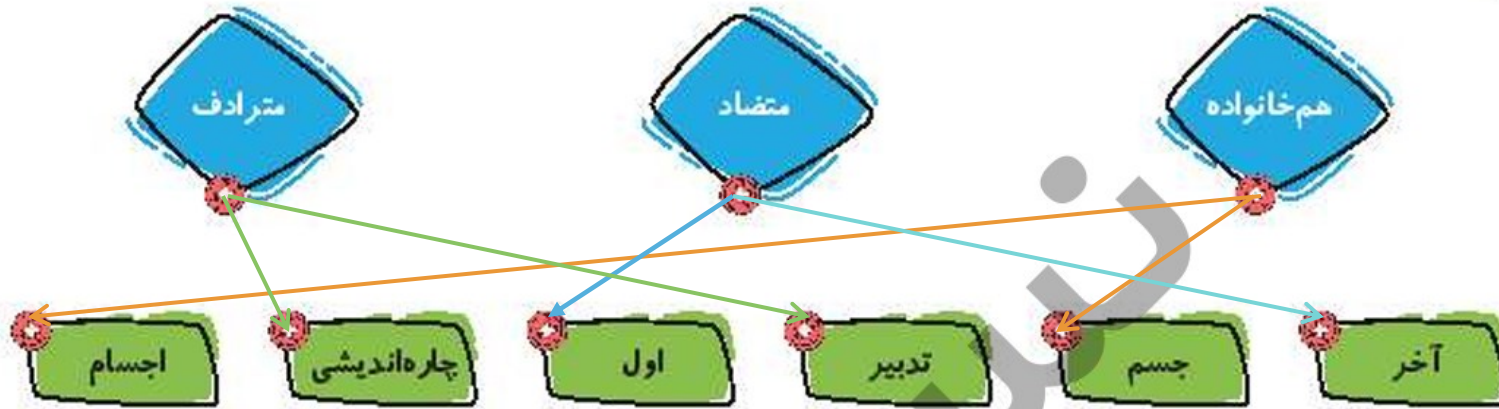 هم‌خانواده متضاد مترادف
آخر جسم تدبیر اول چاره‌اندیشی اجسام